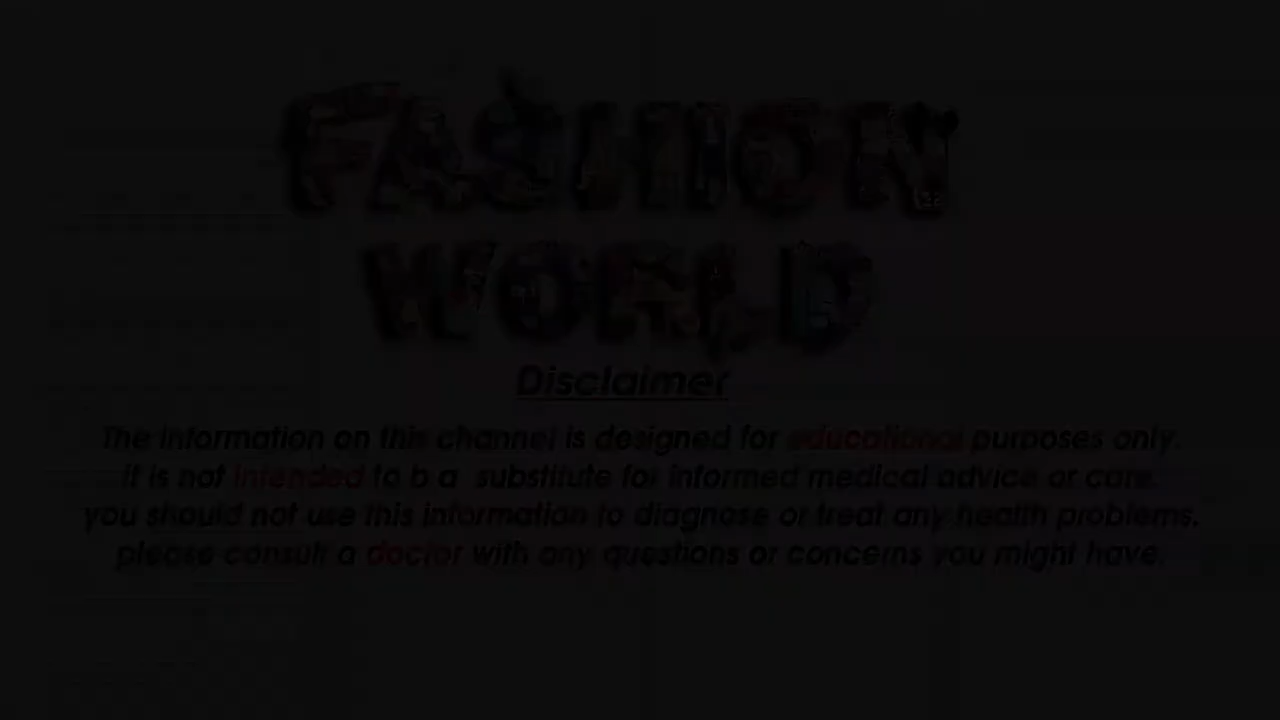 FASHION
WORLD
Disclaimer
The information on this channel is designed for educational purposes only.
it is not intended to b a substitute for informed medical advice or care.
you should not use this information to diagnose or treat any health problems.
please consult a doctor with any questions or concerns you might have.